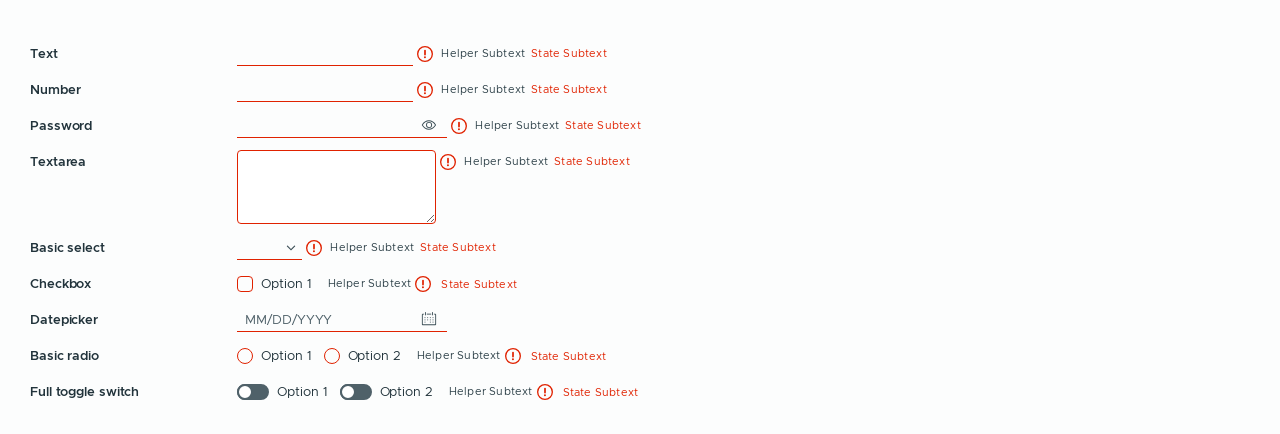 Text Helper Subtext State Subtext
Number Helper Subtext State Subtext
Password Helper Subtext State Subtext
Textarea Helper Subtext State Subtext
Basic select Helper Subtext State Subtext
Checkbox Option 1 Helper Subtext State Subtext
Datepicker MM/DD/YYYY
Basic radio Option 1 Option 2 Helper Subtext State Subtext
Full toggle switch Option 1 Option 2 Helper Subtext State Subtext